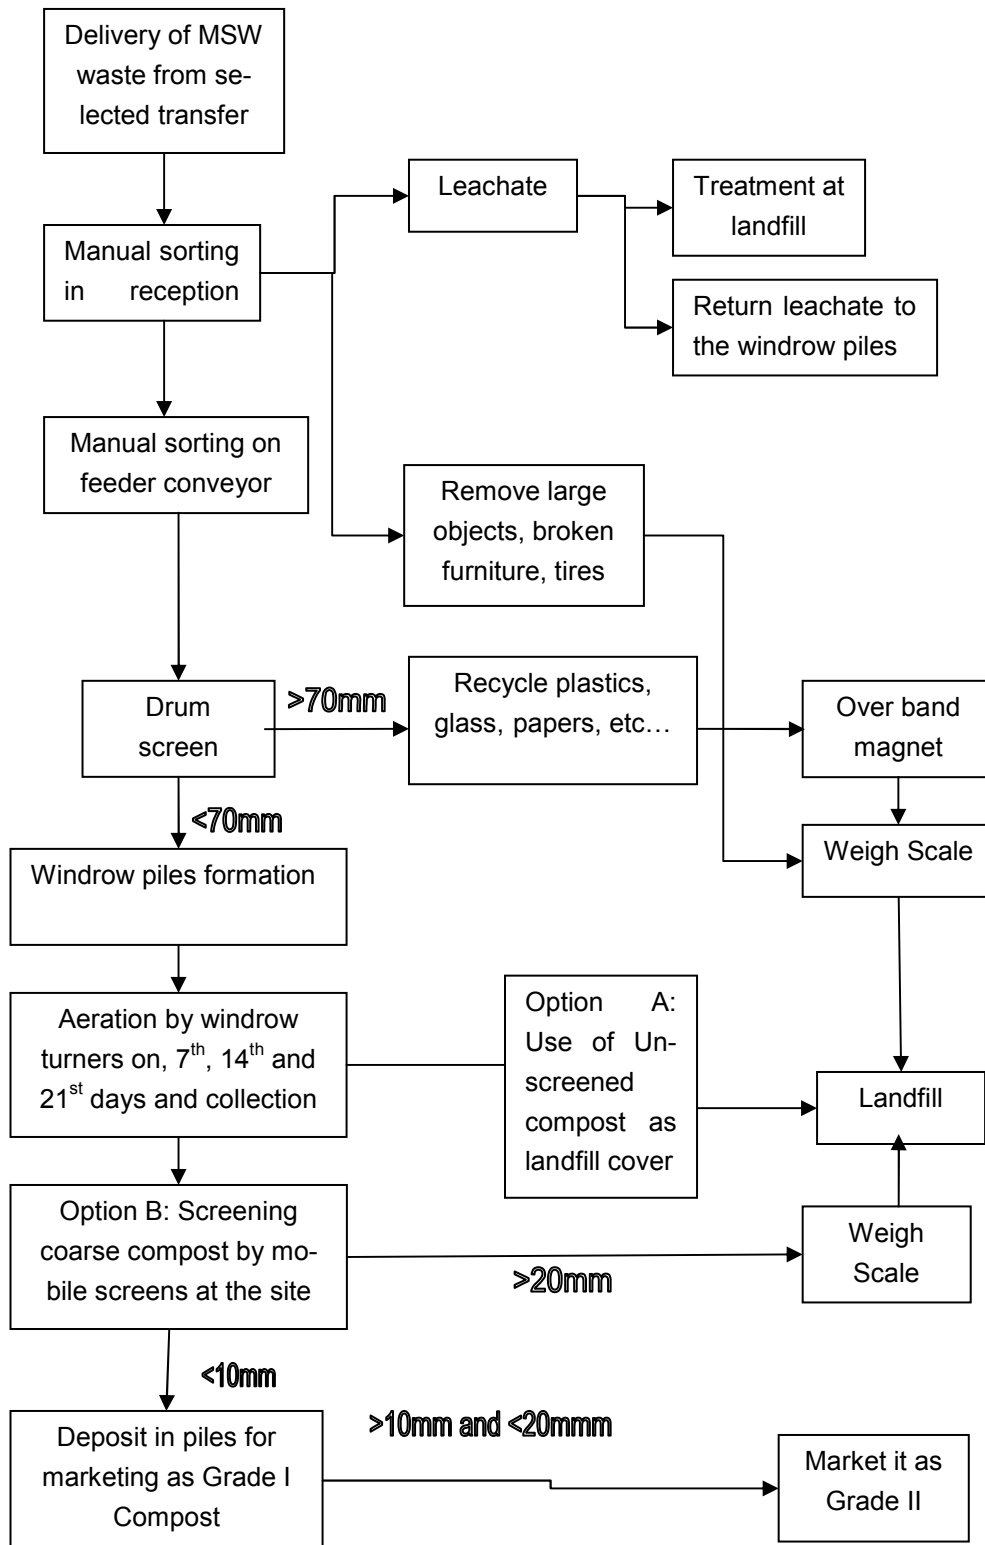 Delivery of MSW
waste from se-
lected transfer
Leachate
Treatment at
landfill
Manual sorting
in reception
Return leachate to
the windrow piles
Manual sorting on
feeder conveyor
Remove large
objects, broken
furniture, tires
Drum
screen
>70mm
Recycle plastics,
glass, papers, etc…
Over band
magnet
<70mm
Weigh Scale
Windrow piles formation
Aeration by windrow
turners on, 7th, 14th and
21st days and collection
Option A:
Use of Un-
screened
compost as
landfill cover
Landfill
Option B: Screening
coarse compost by mo-
bile screens at the site
>20mm
Weigh
Scale
<10mm
Deposit in piles for
marketing as Grade I
Compost
>10mm and <20mmm
Market it as
Grade II